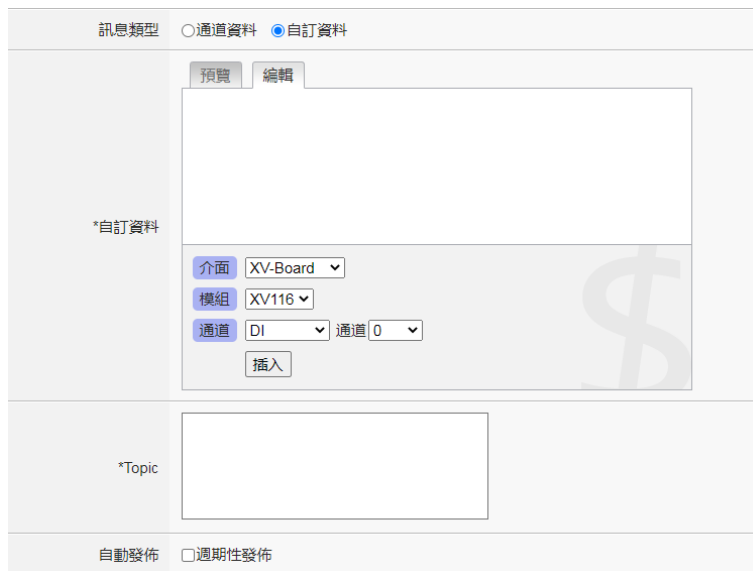 訊息類型 通道資料 自訂資料
預覽 編輯
*自訂資料
介面 XV-Board
模組 XV116
通道 DI 通道 0
插入
$
*Topic
自動發佈 週期性發佈